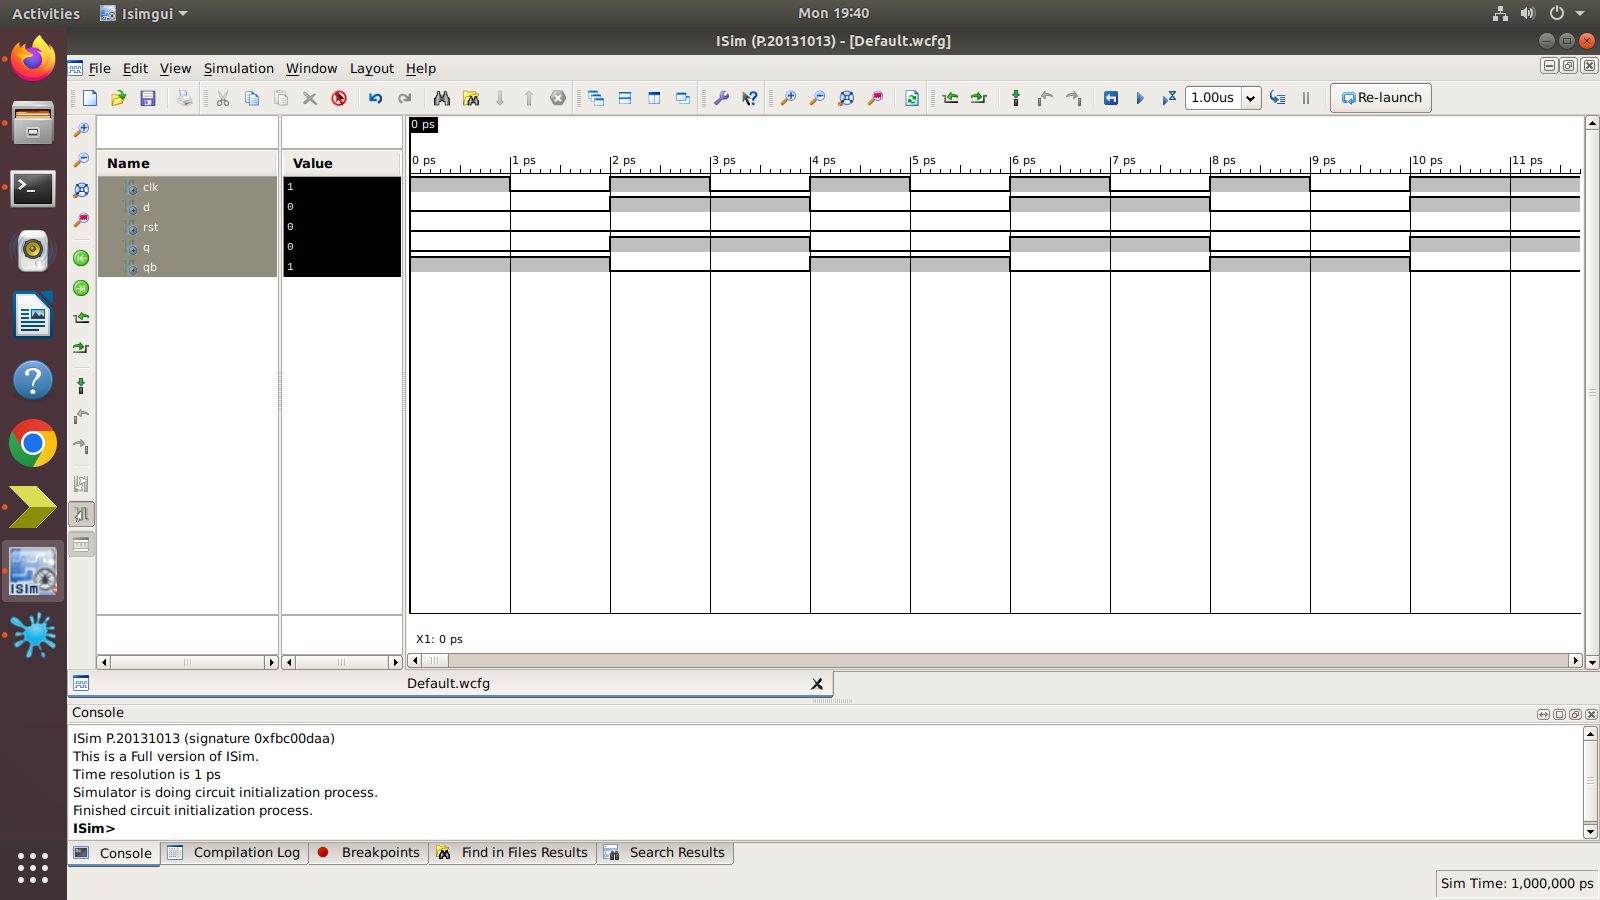 Activities Isimgui Mon 19:40
ISim (P.20131013) - [Default.wcfg]
File Edit View Simulation Window Layout Help
1.00us Re-launch
0 ps
Name Value
0 ps 1 ps 2 ps 3 ps 4 ps 5 ps 6 ps 7 ps 8 ps 9 ps 10 ps 11 ps
clk 1
d 0
rst 0
q 0
qb 1
ISim
X1: 0 ps
Default.wcfg
Console
ISim P.20131013 (signature 0xfbc00daa)
This is a Full version of ISim.
Time resolution is 1 ps
Simulator is doing circuit initialization process.
Finished circuit initialization process.
ISim>
Console Compilation Log Breakpoints Find in Files Results Search Results
Sim Time: 1,000,000 ps